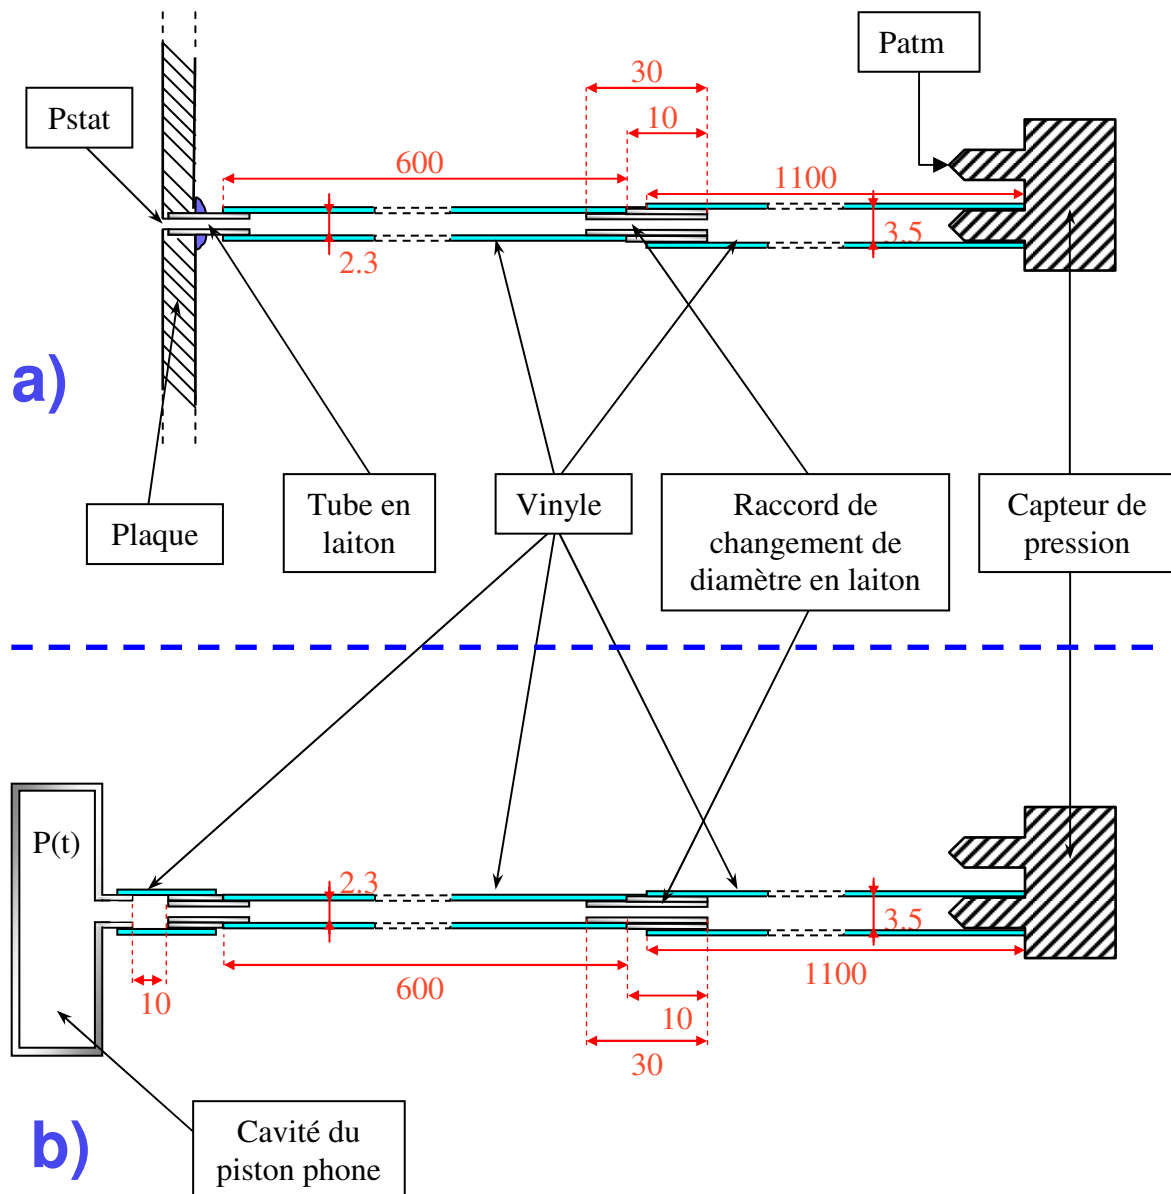 Patm
30
Pstat
10
600
1100
2.3
3.5
a)
Plaque
Tube en
laiton
Vinyle
Raccord de
changement de
diamètre en laiton
Capteur de
pression
P(t)
2.3
3.5
10
600
10
1100
30
b)
Cavité du
piston phone